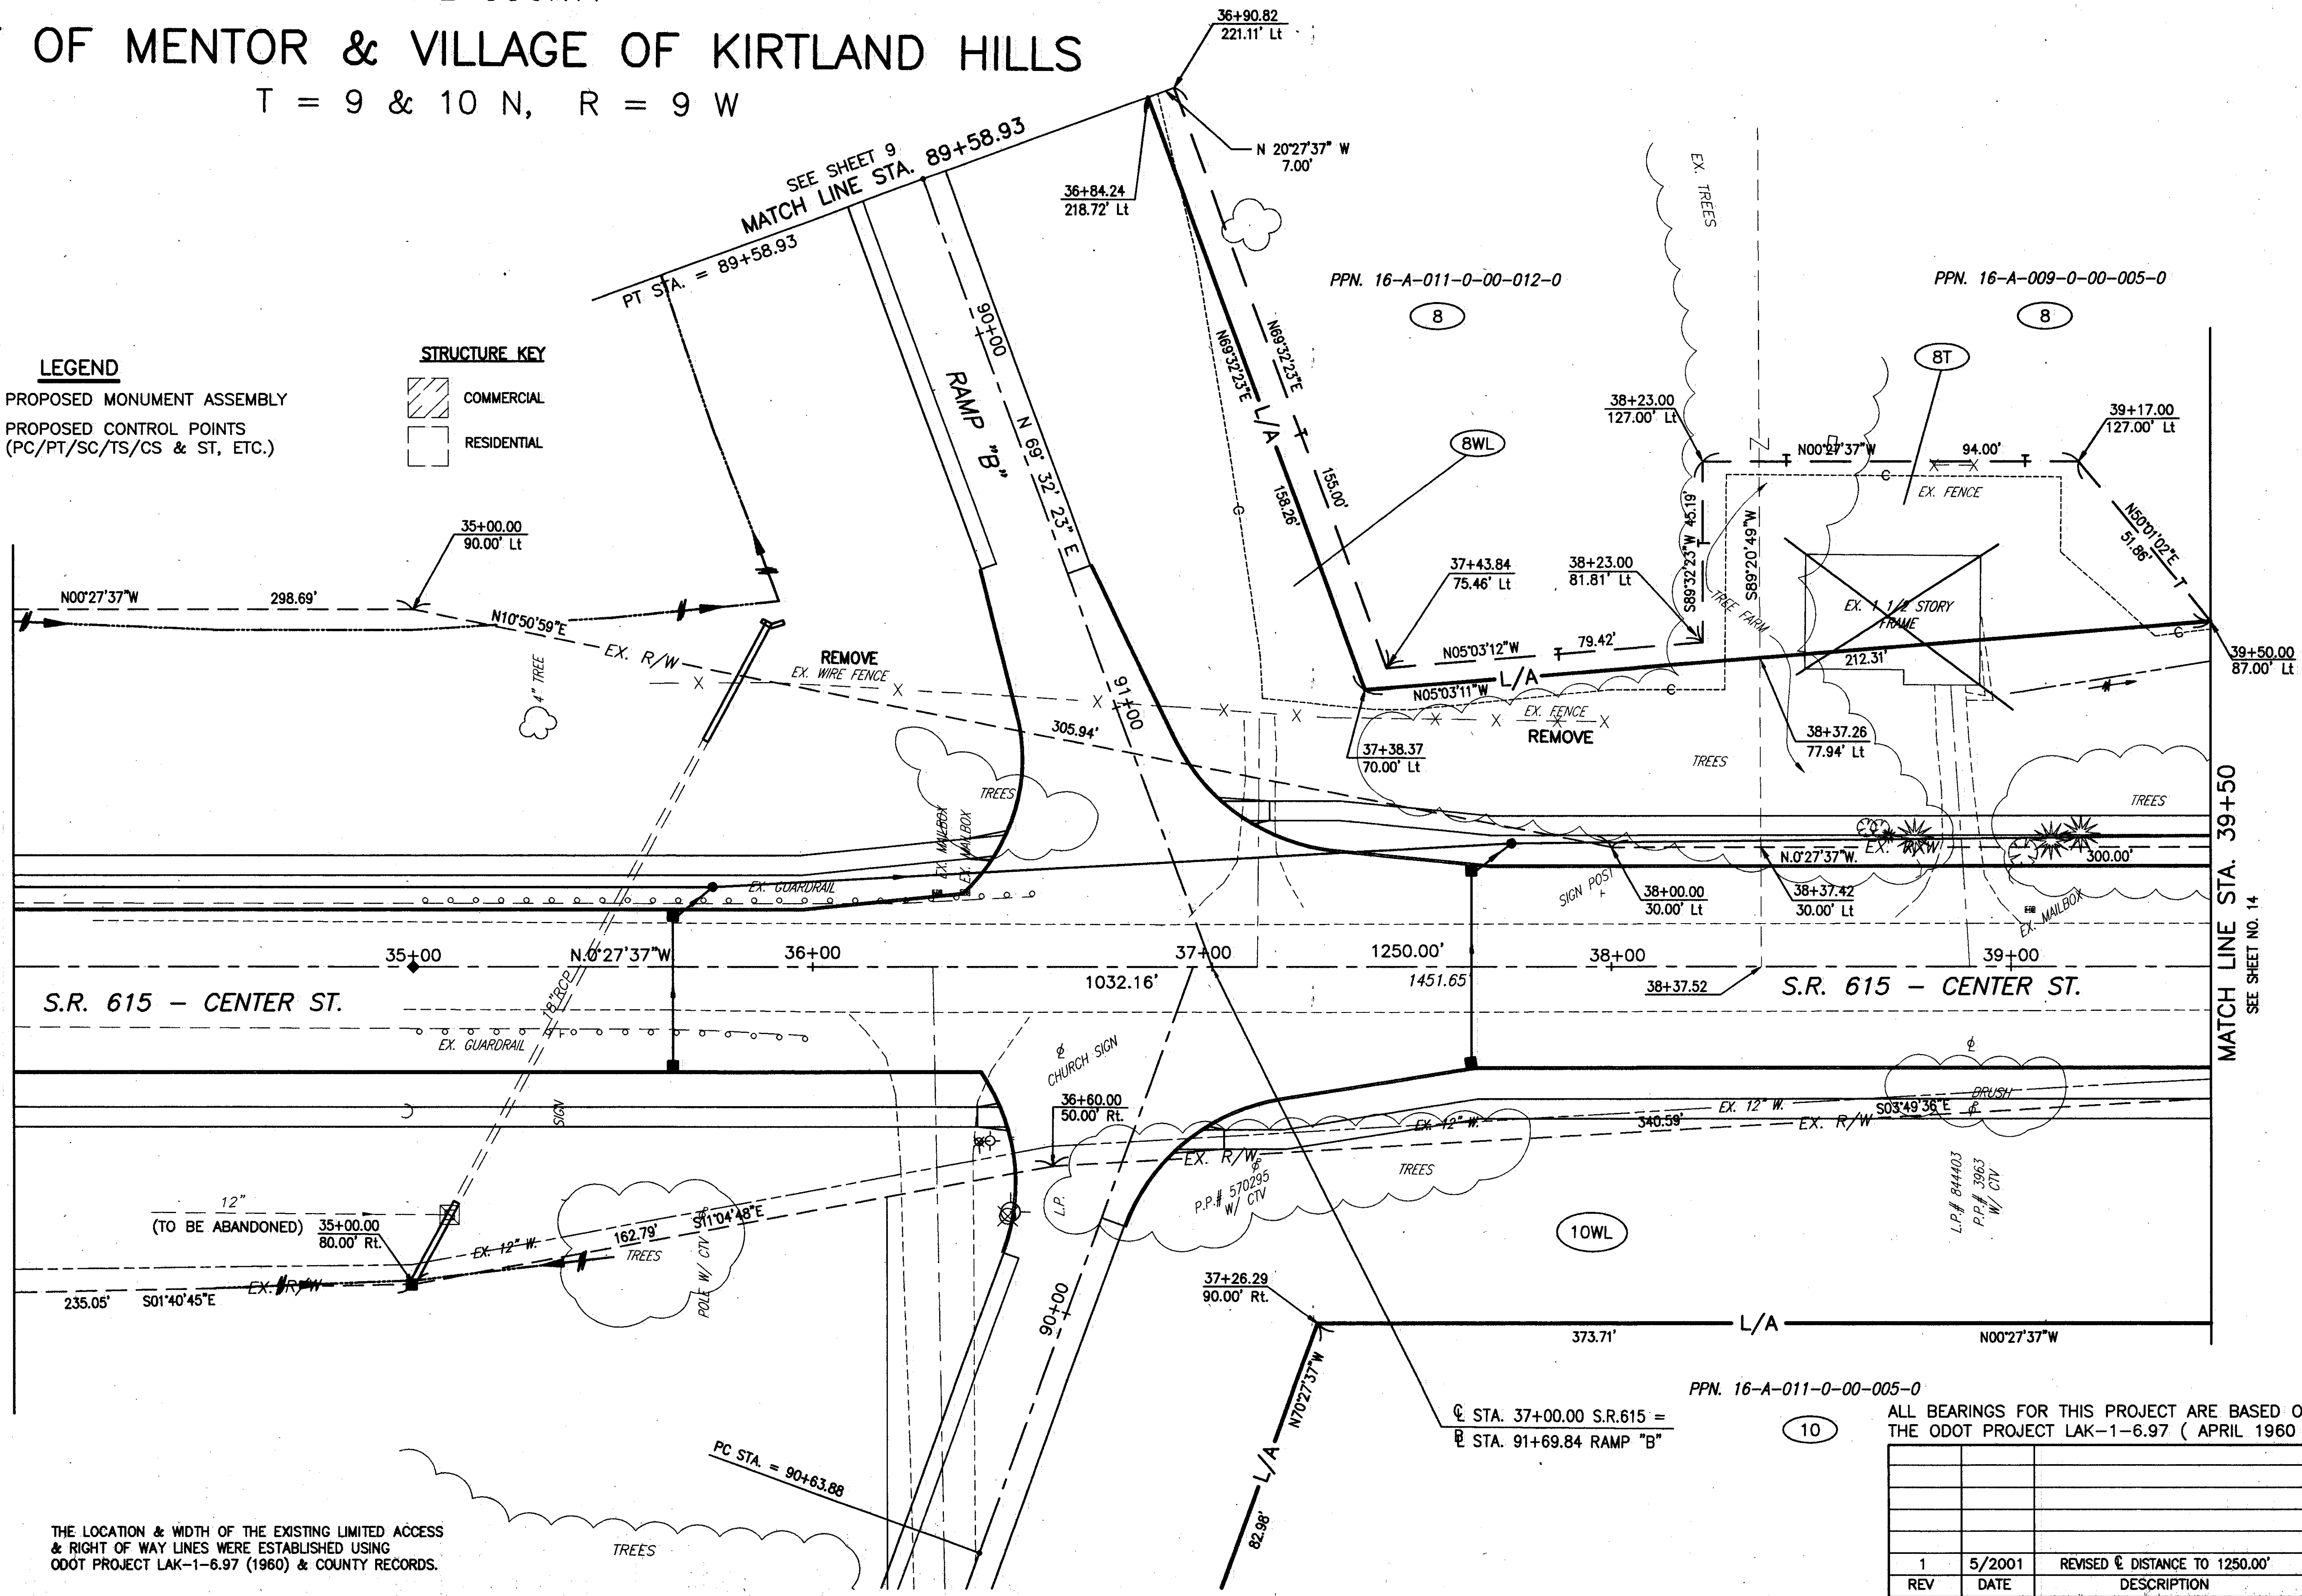 OF MENTOR & VILLAGE OF KIRTLAND HILLS
T = 9 & 10 N, R = 9 W
36+90.82
221.11' Lt
N 20°27'37" W
7.00'
SEE SHEET 9
MATCH LINE STA. 89+58.93
PT STA. = 89+58.93
36+84.24
218.72' Lt
EX. TREES
PPN. 16-A-011-0-00-012-0
8
PPN. 16-A-009-0-00-005-0
8
LEGEND
PROPOSED MONUMENT ASSEMBLY
PROPOSED CONTROL POINTS
(PC/PT/SC/TS/CS & ST, ETC.)
STRUCTURE KEY
COMMERCIAL
RESIDENTIAL
90+00
RAMP "B"
N 69° 32' 23" E
91+00
N69°32'23"E
L/A
158.26'
N69°32'23"E
T
155.00'
8WL
8T
38+23.00
127.00' Lt
39+17.00
127.00' Lt
N00°27'37"W
94.00'
T
T
EX. FENCE
N50°01'02"E
51.86'
T
S89°32'23"W 45.19'
T
S89°20'49"W
TREE FARM
EX. 1 1/2 STORY
FRAME
35+00.00
90.00' Lt
N00°27'37"W
298.69'
N10°50'59"E
EX. R/W
4" TREE
REMOVE
EX. WIRE FENCE
305.94'
37+43.84
75.46' Lt
38+23.00
81.81' Lt
N05°03'12"W
T
79.42'
212.31'
39+50.00
87.00' Lt
N05°03'11"W
L/A
EX. FENCE
REMOVE
37+38.37
70.00' Lt
38+37.26
77.94' Lt
TREES
TREES
TREES
EX. MAILBOX
EX. MAILBOX
EX. GUARDRAIL
N.0°27'37"W.
EX. R/W
300.00'
SIGN POST
38+00.00
30.00' Lt
38+37.42
30.00' Lt
EX. MAILBOX
MATCH LINE STA. 39+50
SEE SHEET NO. 14
35+00
N.0°27'37"W
36+00
37+00
1250.00'
38+00
39+00
1032.16'
1451.65
38+37.52
S.R. 615 – CENTER ST.
S.R. 615 – CENTER ST.
18"RCP
EX. GUARDRAIL
SIGN
CHURCH SIGN
36+60.00
50.00' Rt.
EX. 12" W.
EX. 12" W.
S03°49'36"E
BRUSH
340.59'
EX. R/W
EX. R/W
TREES
L.P.
P.P.# 570295
W/ CTV
L.P.# 844403
P.P.# 3963
W/ CTV
10WL
12"
(TO BE ABANDONED)
35+00.00
80.00' Rt.
EX. 12" W.
162.79'
S11°04'48"E
TREES
POLE W/ CTV
235.05'
S01°40'45"E
EX. R/W
37+26.29
90.00' Rt.
90+00
373.71'
L/A
N00°27'37"W
N70°27'37"W
L/A
82.98'
PPN. 16-A-011-0-00-005-0
10
℄ STA. 37+00.00 S.R.615 =
STA. 91+69.84 RAMP "B"
PC STA. = 90+63.88
TREES
ALL BEARINGS FOR THIS PROJECT ARE BASED
THE ODOT PROJECT LAK-1-6.97 ( APRIL 1960
THE LOCATION & WIDTH OF THE EXISTING LIMITED ACCESS
& RIGHT OF WAY LINES WERE ESTABLISHED USING
ODOT PROJECT LAK-1-6.97 (1960) & COUNTY RECORDS.
1 5/2001 REVISED ℄ DISTANCE TO 1250.00'
REV DATE DESCRIPTION